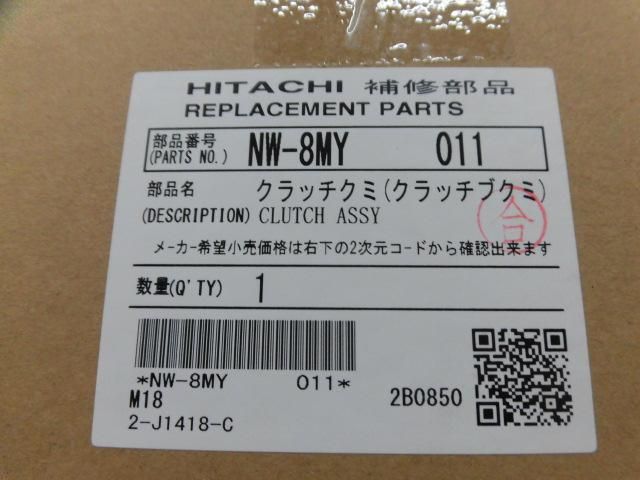 HITACHI 補修部品
REPLACEMENT PARTS
部品番号
(PARTS NO.) NW-8MY 011
部品名 クラッチクミ(クラッチブクミ)
(DESCRIPTION) CLUTCH ASSY
合
メーカー希望小売価格は右下の2次元コードから確認出来ます
数量(Q'TY) 1
*NW-8MY 011*
M18 2B0850
2-J1418-C